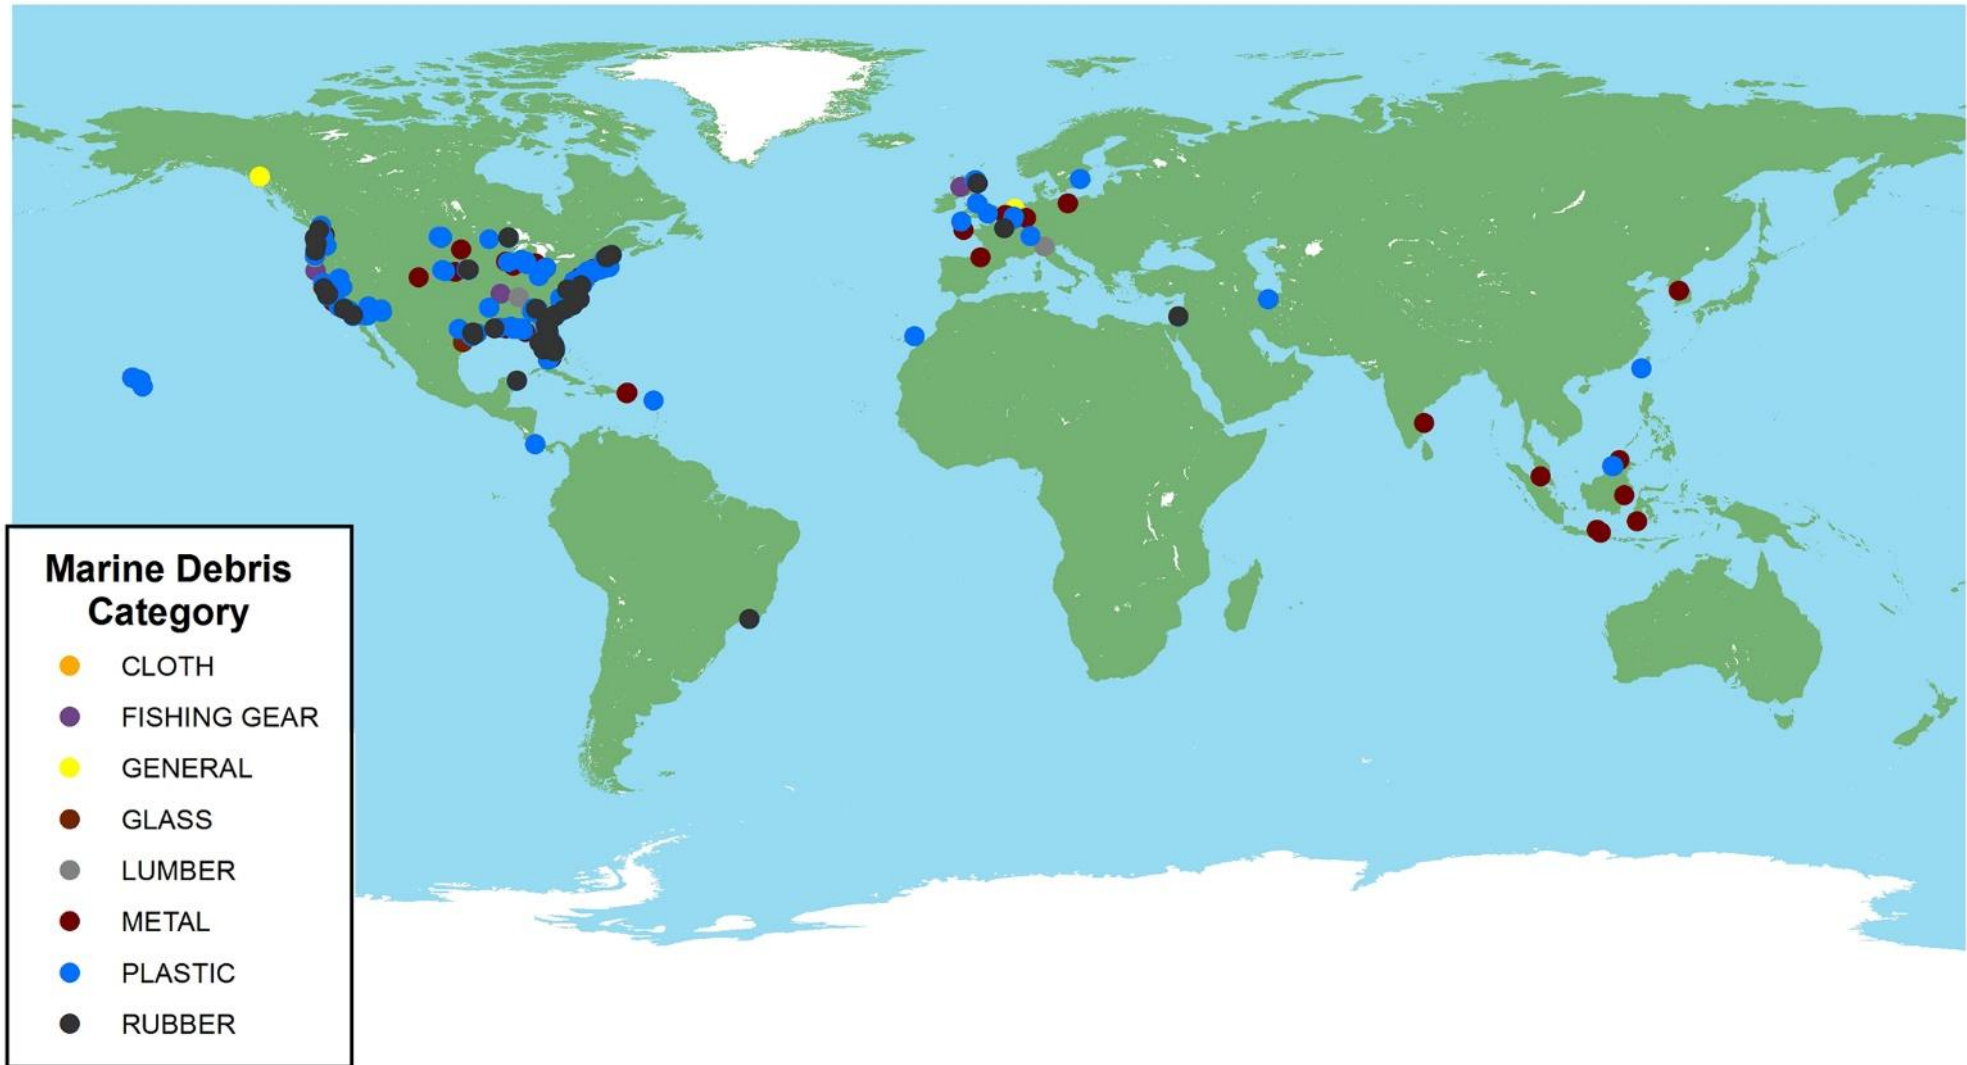 Marine Debris
Category
CLOTH
FISHING GEAR
GENERAL
GLASS
LUMBER
METAL
PLASTIC
RUBBER